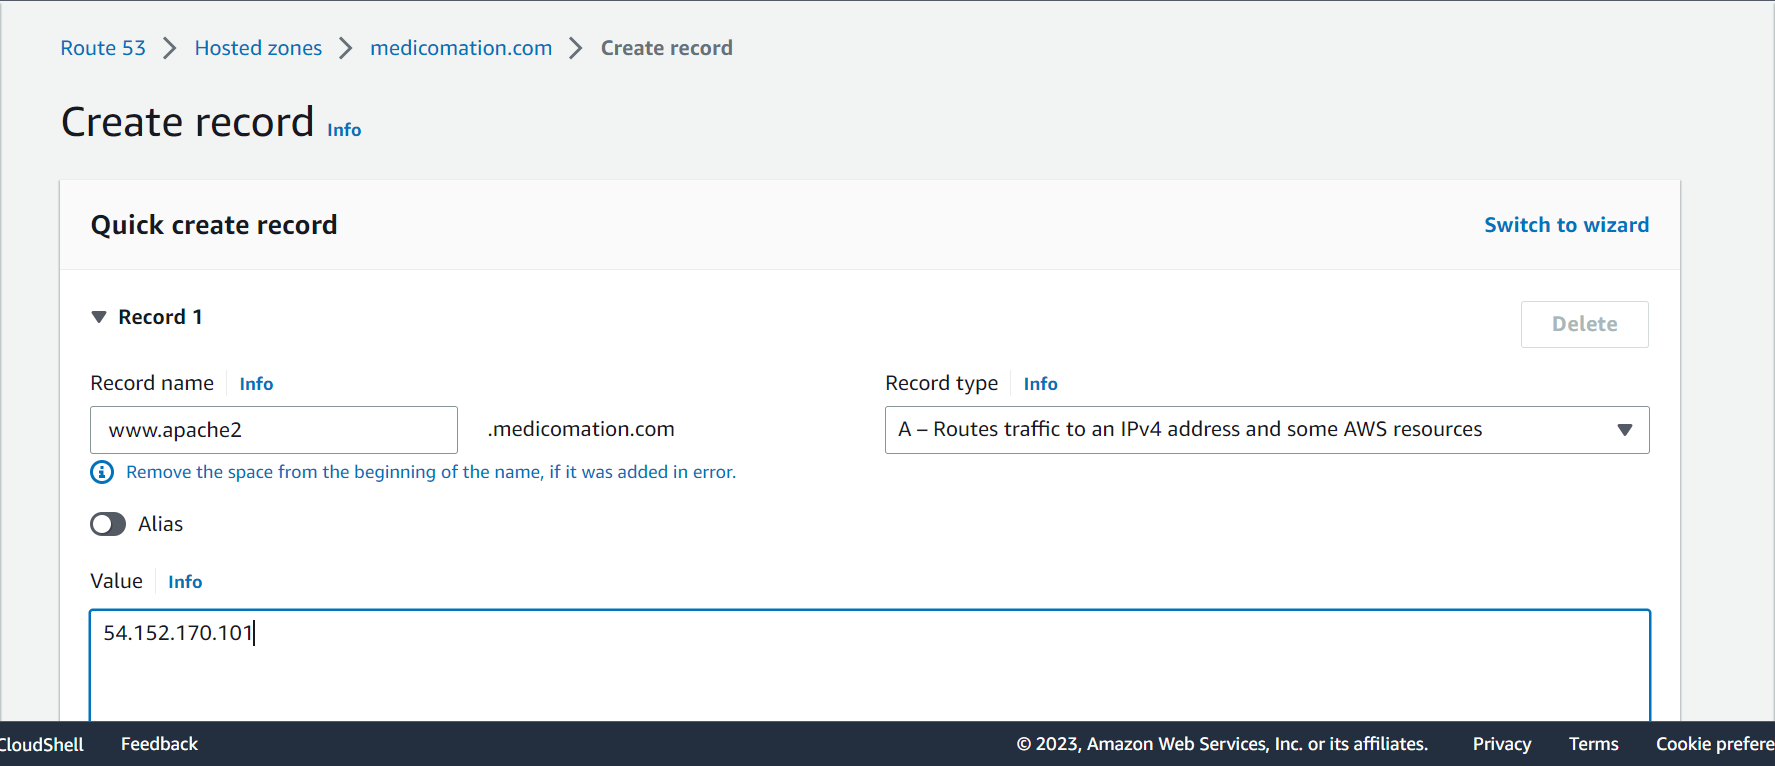 Route 53 > Hosted zones > medicomation.com > Create record
Create record Info
Quick create record
Switch to wizard
▼ Record 1
Delete
Record name Info
Record type Info
www.apache2 .medicomation.com
A – Routes traffic to an IPv4 address and some AWS resources
Remove the space from the beginning of the name, if it was added in error.
Alias
Value Info
54.152.170.101
CloudShell Feedback © 2023, Amazon Web Services, Inc. or its affiliates. Privacy Terms Cookie prefere